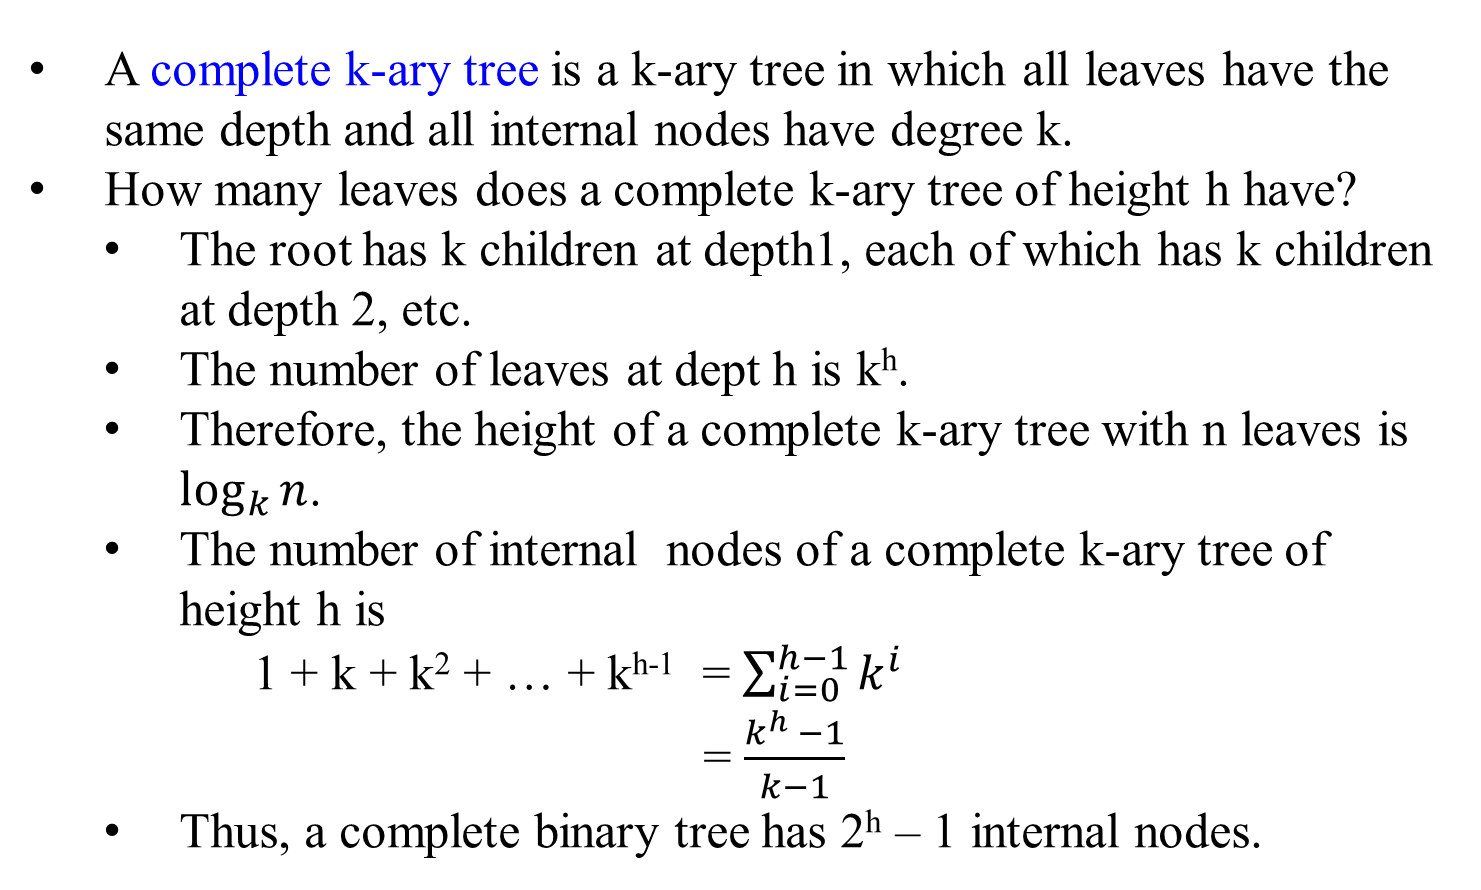 • A complete k-ary tree is a k-ary tree in which all leaves have the
same depth and all internal nodes have degree k.
• How many leaves does a complete k-ary tree of height h have?
• The root has k children at depth1, each of which has k children
at depth 2, etc.
• The number of leaves at dept h is kʰ.
• Therefore, the height of a complete k-ary tree with n leaves is
logₖ n.
• The number of internal  nodes of a complete k-ary tree of
height h is
1 + k + k² + … + kʰ⁻¹ = ∑_{i=0}^{h−1} kⁱ
= \frac{k^h −1}{k−1}
• Thus, a complete binary tree has 2ʰ – 1 internal nodes.